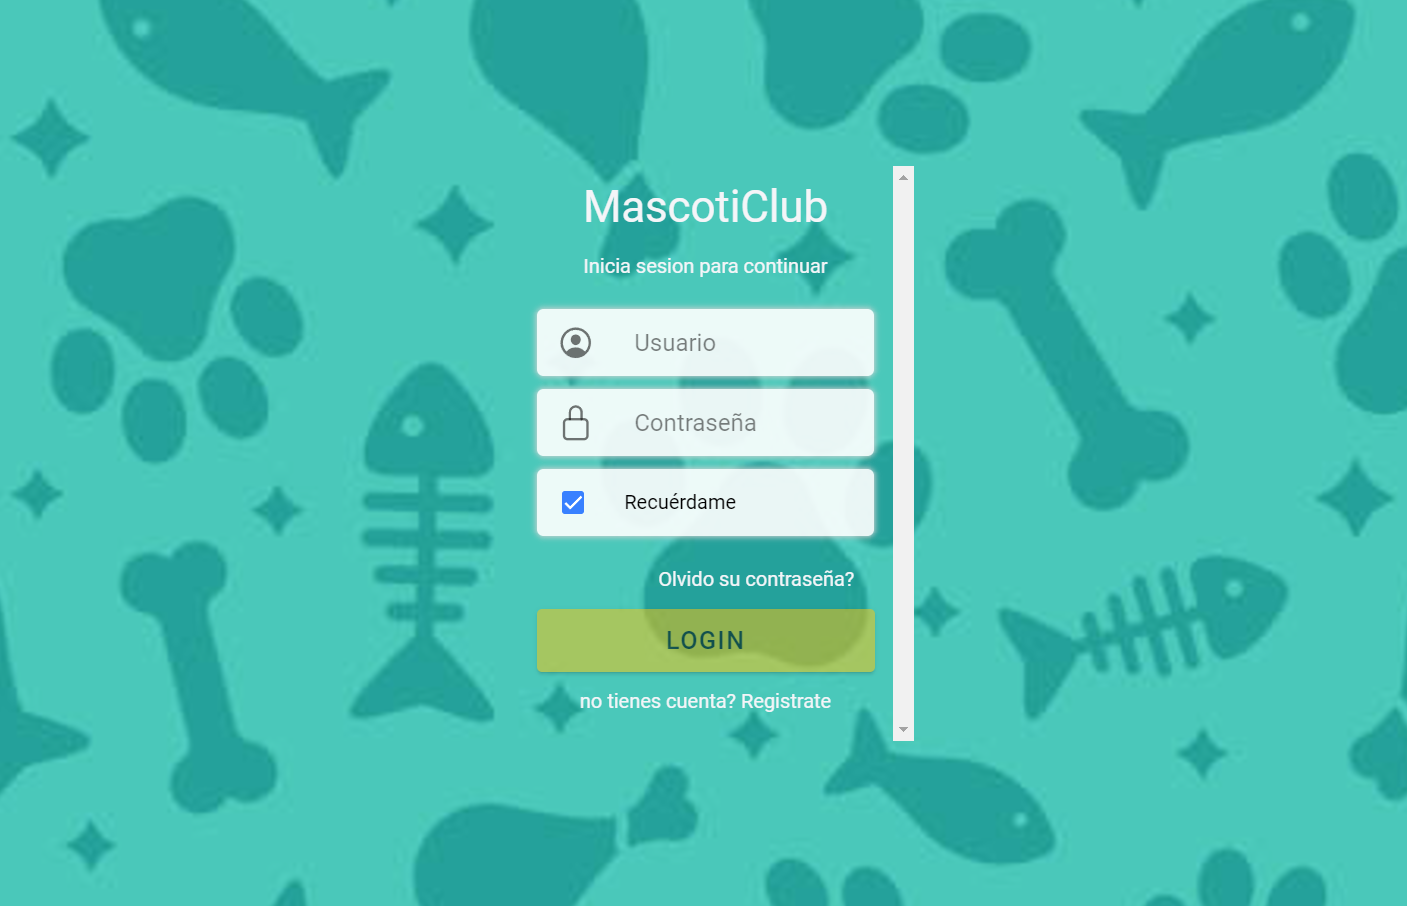 MascotiClub
Inicia sesion para continuar
Usuario
Contraseña
Recuérdame
Olvido su contraseña?
LOGIN
no tienes cuenta? Registrate